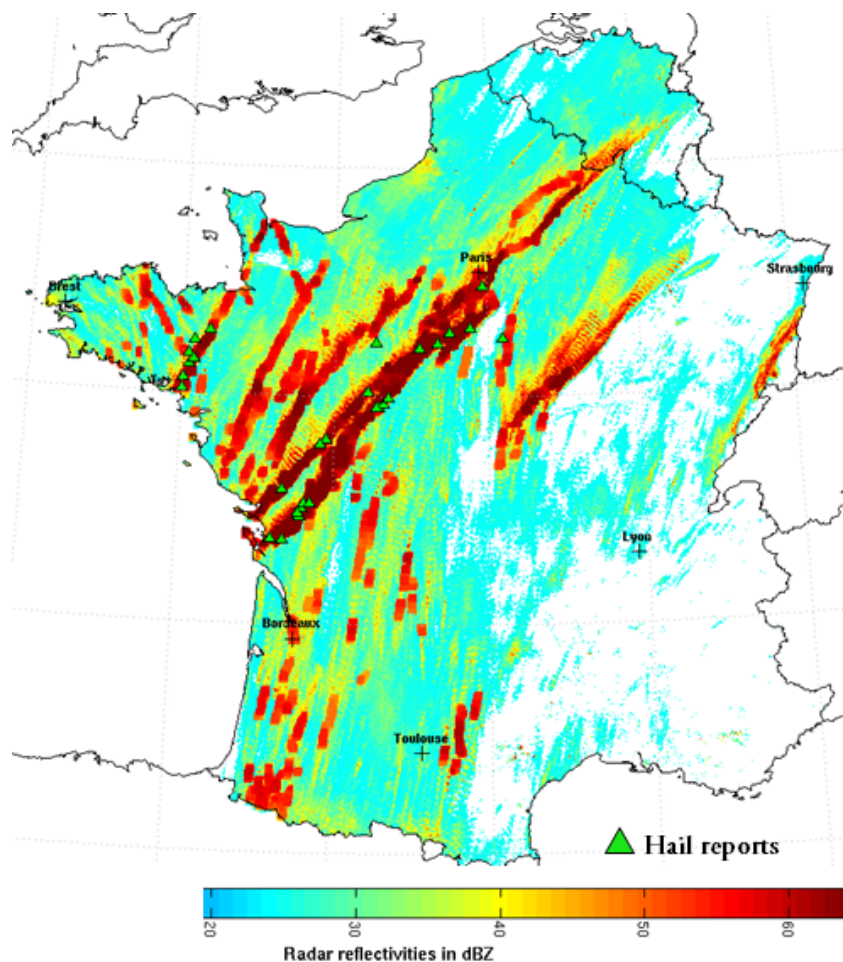 Paris
Strasbourg
Brest
Lyon
Bordeaux
Toulouse
Hail reports
20 30 40 50 60
Radar reflectivities in dBZ